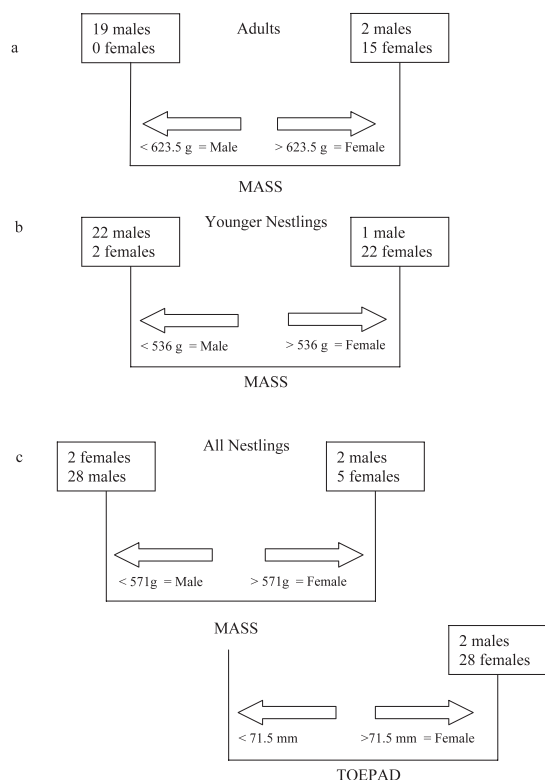 a
Adults
19 males
0 females
2 males
15 females
< 623.5 g = Male
> 623.5 g = Female
MASS
b
Younger Nestlings
22 males
2 females
1 male
22 females
< 536 g = Male
> 536 g = Female
MASS
c
All Nestlings
2 females
28 males
2 males
5 females
< 571g = Male
> 571g = Female
MASS
2 males
28 females
< 71.5 mm
>71.5 mm = Female
TOEPAD